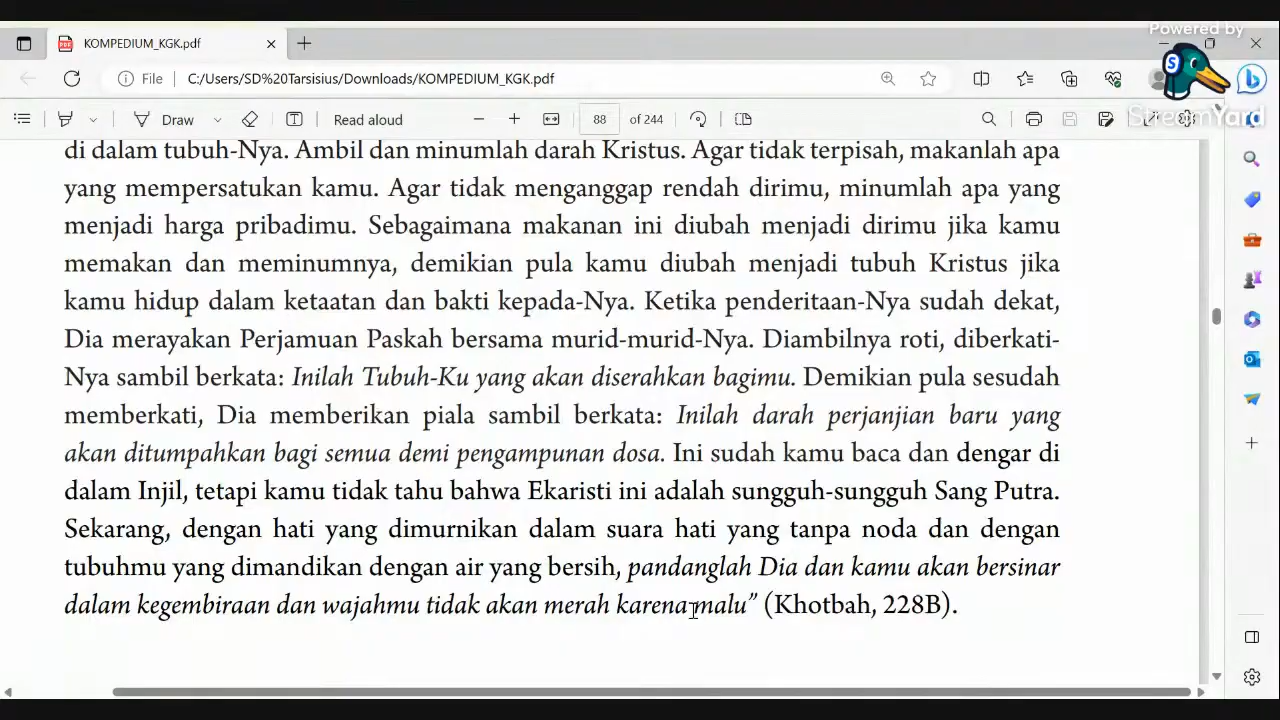 Powered by
KOMPEDIUM_KGK.pdf
File C:/Users/SD%20Tarsisius/Downloads/KOMPEDIUM_KGK.pdf
Draw Read aloud 88 of 244
StreamYard
di dalam tubuh-Nya. Ambil dan minumlah darah Kristus. Agar tidak terpisah, makanlah apa
yang mempersatukan kamu. Agar tidak menganggap rendah dirimu, minumlah apa yang
menjadi harga pribadimu. Sebagaimana makanan ini diubah menjadi dirimu jika kamu
memakan dan meminumnya, demikian pula kamu diubah menjadi tubuh Kristus jika
kamu hidup dalam ketaatan dan bakti kepada-Nya. Ketika penderitaan-Nya sudah dekat,
Dia merayakan Perjamuan Paskah bersama murid-murid-Nya. Diambilnya roti, diberkati-
Nya sambil berkata: Inilah Tubuh-Ku yang akan diserahkan bagimu. Demikian pula sesudah
memberkati, Dia memberikan piala sambil berkata: Inilah darah perjanjian baru yang
akan ditumpahkan bagi semua demi pengampunan dosa. Ini sudah kamu baca dan dengar di
dalam Injil, tetapi kamu tidak tahu bahwa Ekaristi ini adalah sungguh-sungguh Sang Putra.
Sekarang, dengan hati yang dimurnikan dalam suara hati yang tanpa noda dan dengan
tubuhmu yang dimandikan dengan air yang bersih, pandanglah Dia dan kamu akan bersinar
dalam kegembiraan dan wajahmu tidak akan merah karena malu” (Khotbah, 228B).